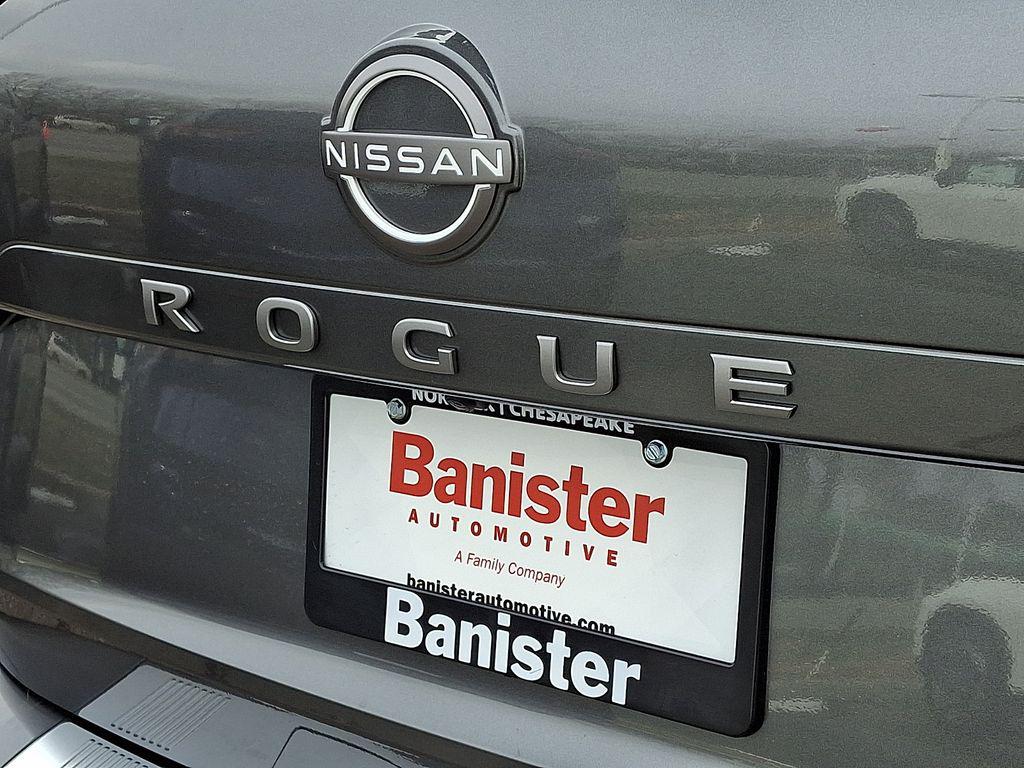 NISSAN
ROGUE
CHESAPEAKE
Banister
AUTOMOTIVE
A Family Company
banisterautomotive.com
Banister